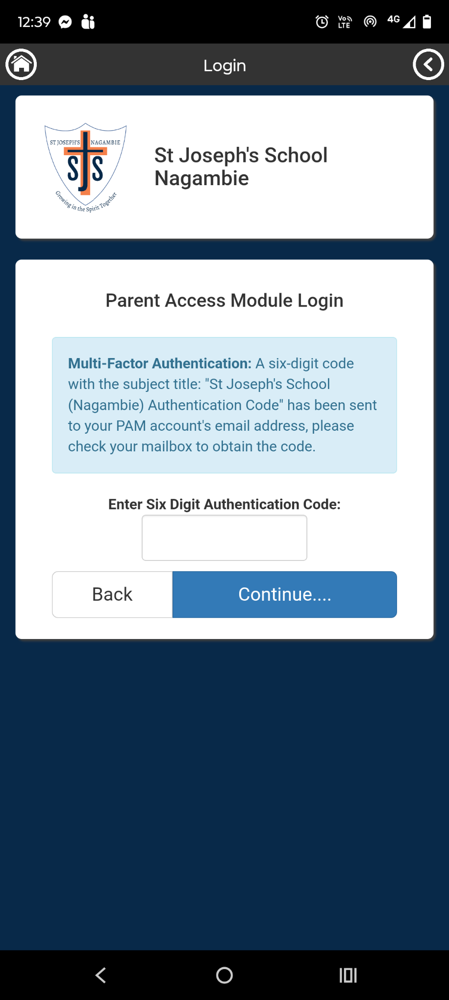 12:39
Vo
LTE
4G
Login
ST JOSEPH'S NAGAMBIE
SJS
Growing in the Spirit Together
St Joseph's School
Nagambie
Parent Access Module Login
Multi-Factor Authentication: A six-digit code
with the subject title: "St Joseph's School
(Nagambie) Authentication Code" has been sent
to your PAM account's email address, please
check your mailbox to obtain the code.
Enter Six Digit Authentication Code:
Back
Continue....